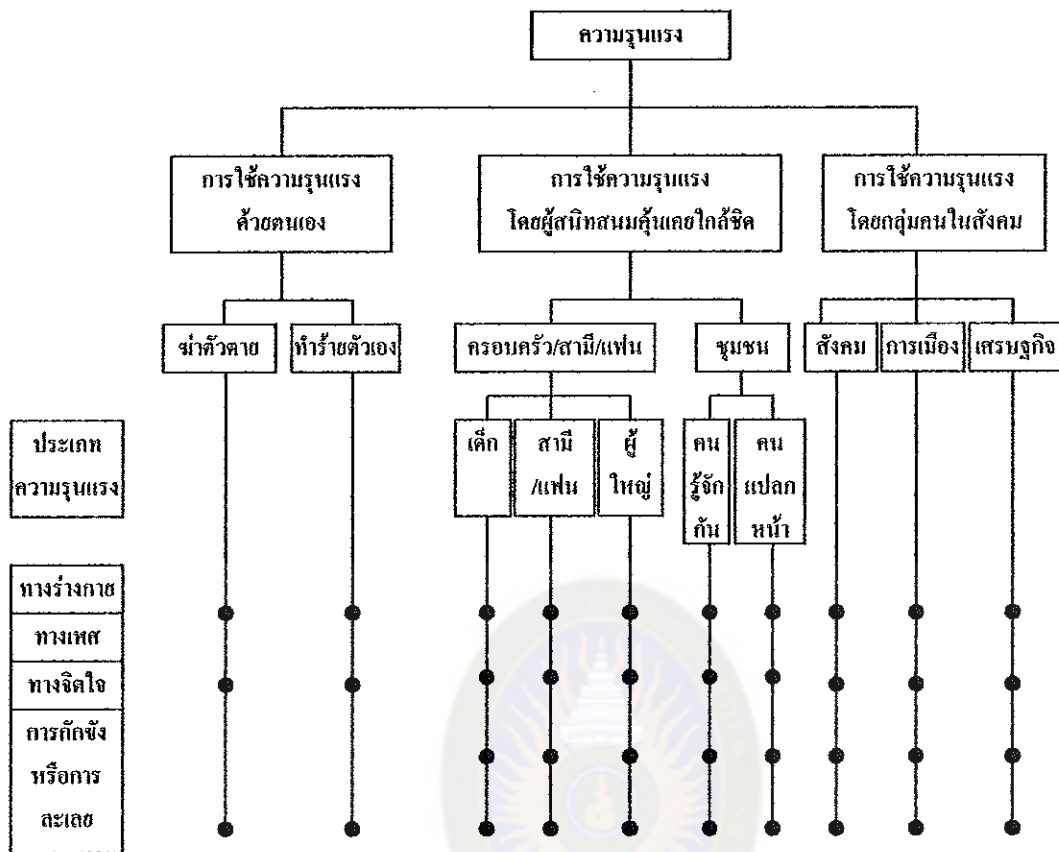 ความรุนแรง
การใช้ความรุนแรง
ด้วยตนเอง
การใช้ความรุนแรง
โดยผู้สนิทสนมคุ้นเคยใกล้ชิด
การใช้ความรุนแรง
โดยกลุ่มคนในสังคม
ฆ่าตัวตาย
ทำร้ายตัวเอง
ครอบครัว/สามี/แฟน
ชุมชน
สังคม
การเมือง
เศรษฐกิจ
เด็ก
สามี
/แฟน
ผู้
ใหญ่
คน
รู้จัก
กัน
คน
แปลก
หน้า
ประเภท
ความรุนแรง
ทางร่างกาย
ทางเพศ
ทางจิตใจ
การกักขัง
หรือการ
ละเลย